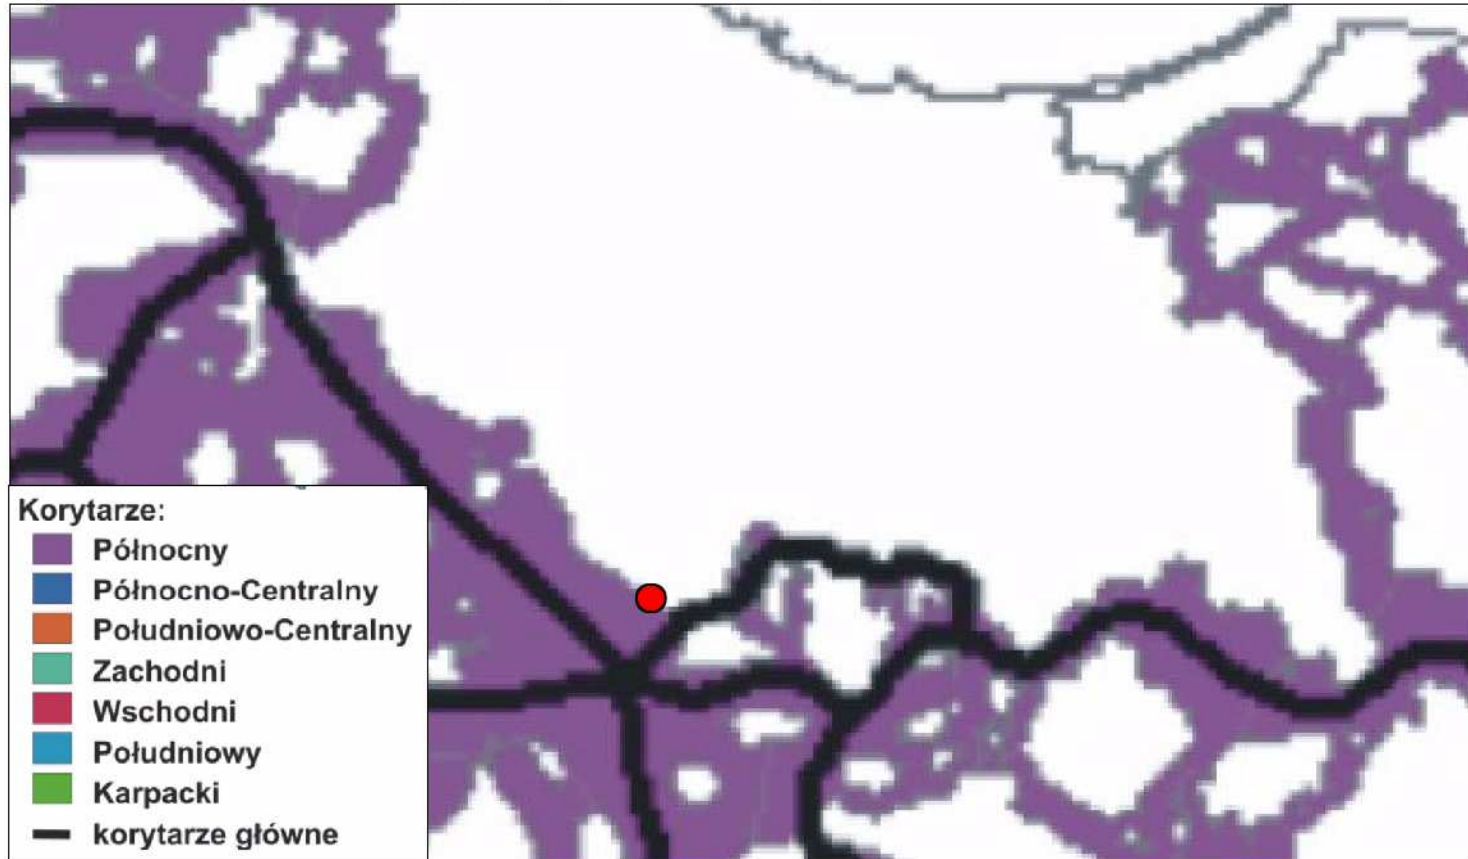 Korytarze:
Północny
Północno-Centralny
Południowo-Centralny
Zachodni
Wschodni
Południowy
Karpacki
korytarze główne